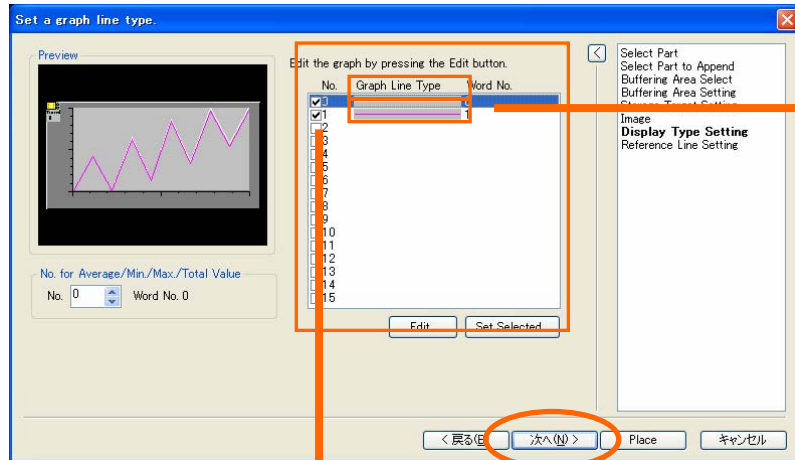 Set a graph line type.
Preview
Edit the graph by pressing the Edit button.
No. Graph Line Type Word No.
0
1 1
2
3
4
5
6
7
8
9
10
11
12
13
14
15
Edit Set Selected
No. for Average/Min./Max./Total Value
No. 0 Word No. 0
Select Part
Select Part to Append
Buffering Area Select
Buffering Area Setting
Storage Target Setting
Image
Display Type Setting
Reference Line Setting
< 戻る(B) 次へ(N) > Place キャンセル